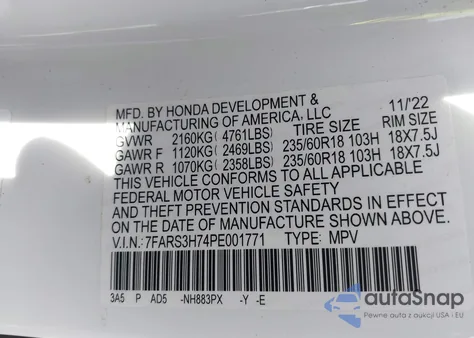 MFD. BY HONDA DEVELOPMENT & 11/'22
MANUFACTURING OF AMERICA, LLC
GVWR 2160KG( 4761LBS) TIRE SIZE RIM SIZE
GAWR F 1120KG( 2469LBS) 235/60R18 103H 18X7.5J
GAWR R 1070KG( 2358LBS) 235/60R18 103H 18X7.5J
THIS VEHICLE CONFORMS TO ALL APPLICABLE
FEDERAL MOTOR VEHICLE SAFETY
AND THEFT PREVENTION STANDARDS IN EFFECT
ON THE DATE OF MANUFACTURE SHOWN ABOVE.
V.I.N: 7FARS3H74PE001771 TYPE: MPV
3A5 P AD5 -NH883PX -Y -E
autoSnap
Pewne auta z aukcji USA i EU